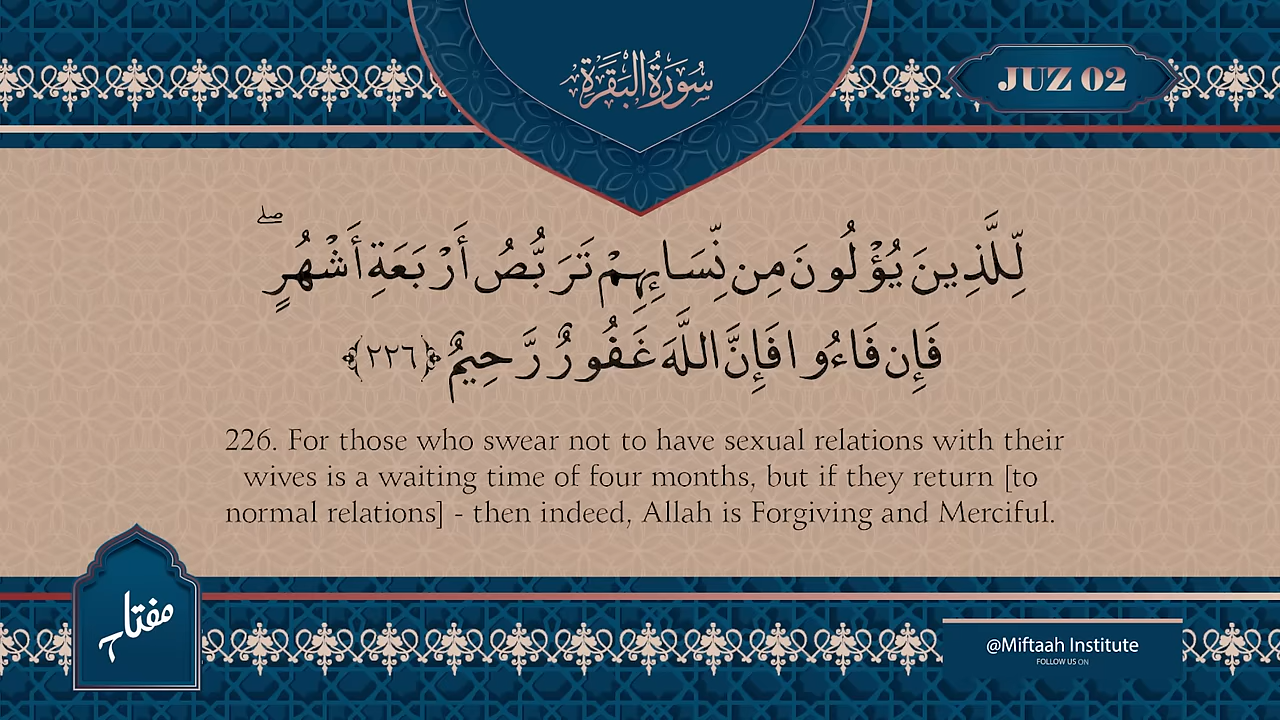 سُورَةُ البَقَرَةِ
JUZ 02
لِّلَّذِينَ يُؤْلُونَ مِن نِّسَائِهِمْ تَرَبُّصُ أَرْبَعَةِ أَشْهُرٍ ۖ
فَإِن فَاءُوا فَإِنَّ اللَّهَ غَفُورٌ رَّحِيمٌ ﴿٢٢٦﴾
226. For those who swear not to have sexual relations with their
wives is a waiting time of four months, but if they return [to
normal relations] - then indeed, Allah is Forgiving and Merciful.
مفتاح
@Miftaah Institute
FOLLOW US ON